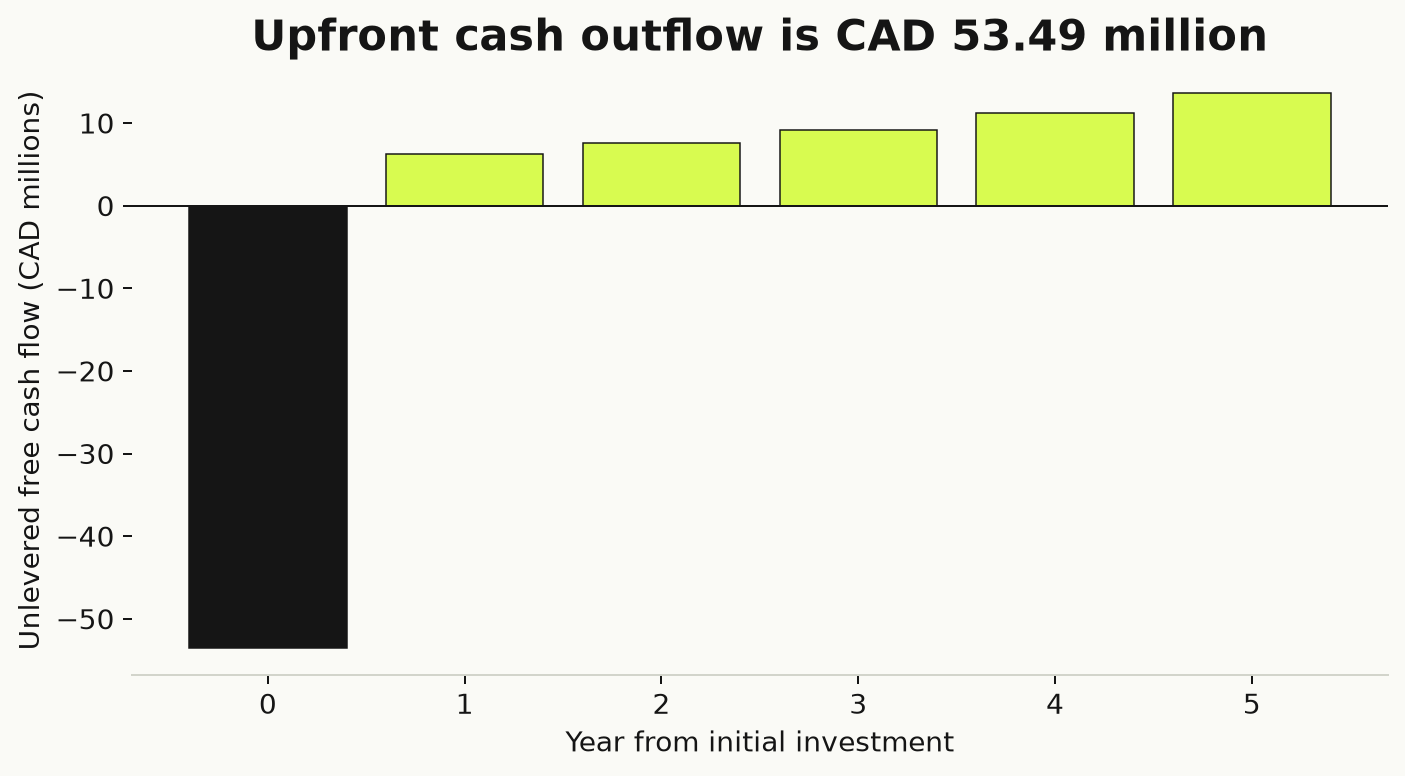 Upfront cash outflow is CAD 53.49 million
Unlevered free cash flow (CAD millions)
10
0
−10
−20
−30
−40
−50
0 1 2 3 4 5
Year from initial investment